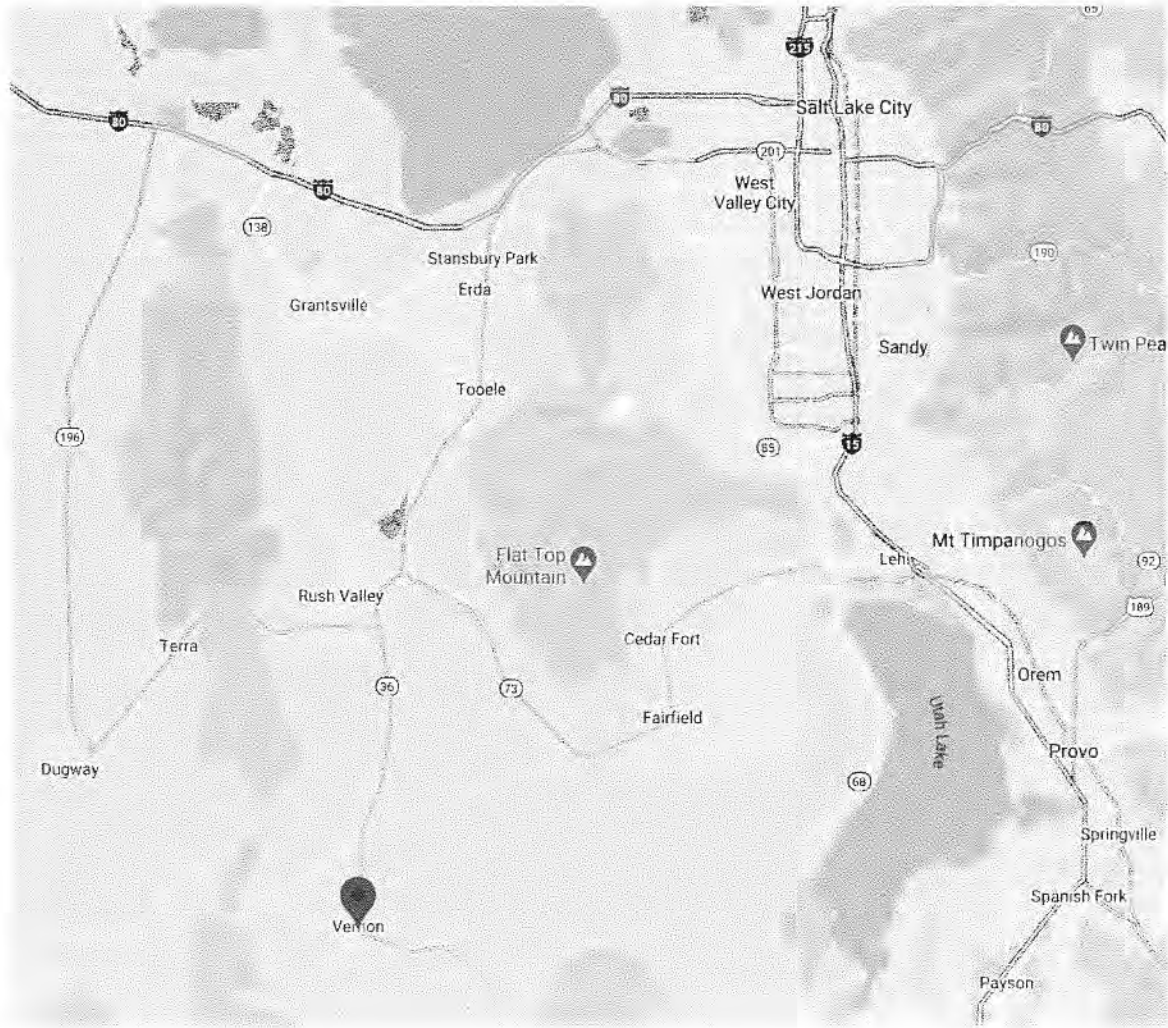 65
215
80
Salt Lake City
80
80
201
80
West
Valley City
138
190
Stansbury Park
Erda
West Jordan
Grantsville
Sandy
Twin Pea
Tooele
196
85
15
Flat Top
Mountain
Mt Timpanogos
Lehi
92
Rush Valley
189
Terra
Cedar Fort
36
73
Orem
Utah Lake
Fairfield
Provo
Dugway
68
Springville
Spanish Fork
Vernon
Payson